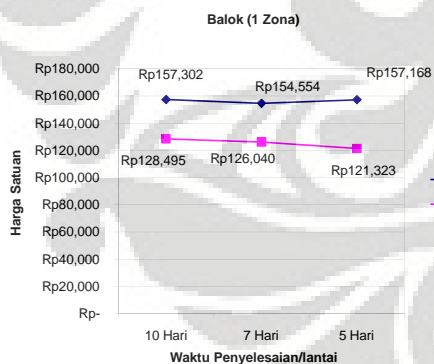 Balok (1 Zona)
Rp180,000
Rp160,000
Rp140,000
Rp120,000
Rp100,000
Rp80,000
Rp60,000
Rp40,000
Rp20,000
Rp-
Harga Satuan
Rp157,302
Rp154,554
Rp157,168
Rp128,495
Rp126,040
Rp121,323
10 Hari
7 Hari
5 Hari
Waktu Penyelesaian/lantai